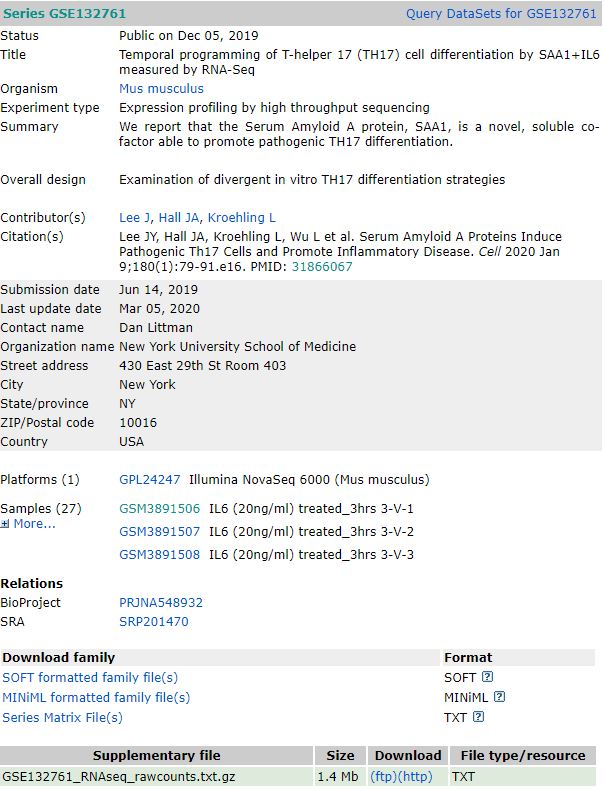 Series GSE132761 Query DataSets for GSE132761
Status Public on Dec 05, 2019
Title Temporal programming of T-helper 17 (TH17) cell differentiation by SAA1+IL6
measured by RNA-Seq
Organism Mus musculus
Experiment type Expression profiling by high throughput sequencing
Summary We report that the Serum Amyloid A protein, SAA1, is a novel, soluble co-
factor able to promote pathogenic TH17 differentiation.
Overall design Examination of divergent in vitro TH17 differentiation strategies
Contributor(s) Lee J, Hall JA, Kroehling L
Citation(s) Lee JY, Hall JA, Kroehling L, Wu L et al. Serum Amyloid A Proteins Induce
Pathogenic Th17 Cells and Promote Inflammatory Disease. Cell 2020 Jan
9;180(1):79-91.e16. PMID: 31866067
Submission date Jun 14, 2019
Last update date Mar 05, 2020
Contact name Dan Littman
Organization name New York University School of Medicine
Street address 430 East 29th St Room 403
City New York
State/province NY
ZIP/Postal code 10016
Country USA
Platforms (1) GPL24247 Illumina NovaSeq 6000 (Mus musculus)
Samples (27) GSM3891506 IL6 (20ng/ml) treated_3hrs 3-V-1
More... GSM3891507 IL6 (20ng/ml) treated_3hrs 3-V-2
GSM3891508 IL6 (20ng/ml) treated_3hrs 3-V-3
Relations
BioProject PRJNA548932
SRA SRP201470
Download family Format
SOFT formatted family file(s) SOFT ?
MINiML formatted family file(s) MINiML ?
Series Matrix File(s) TXT ?
Supplementary file Size Download File type/resource
GSE132761_RNAseq_rawcounts.txt.gz 1.4 Mb (ftp)(http) TXT